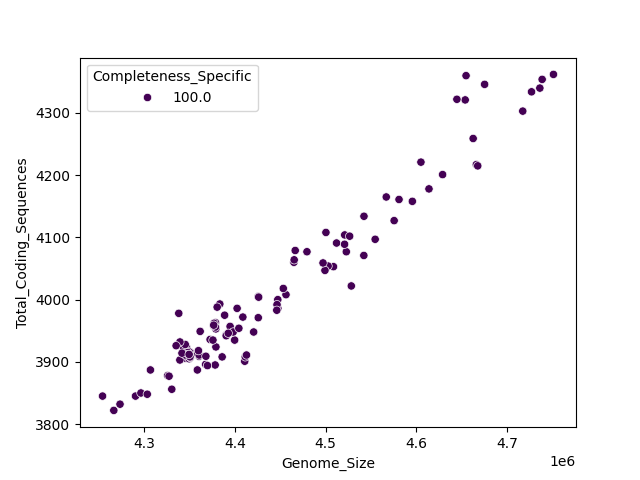 Completeness_Specific
100.0
4300
4200
4100
4000
3900
3800
Total_Coding_Sequences
4.3 4.4 4.5 4.6 4.7
1e6
Genome_Size